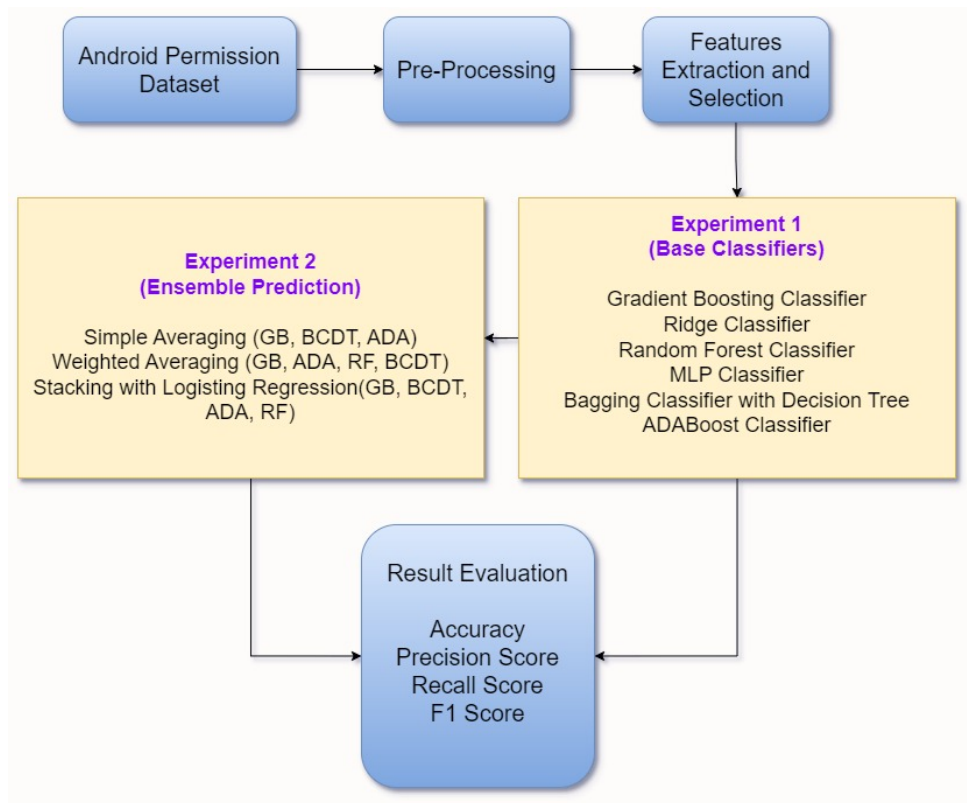 Android Permission
Dataset
Pre-Processing
Features
Extraction and
Selection
Experiment 1
(Base Classifiers)
Gradient Boosting Classifier
Ridge Classifier
Random Forest Classifier
MLP Classifier
Bagging Classifier with Decision Tree
ADABoost Classifier
Experiment 2
(Ensemble Prediction)
Simple Averaging (GB, BCDT, ADA)
Weighted Averaging (GB, ADA, RF, BCDT)
Stacking with Logisting Regression(GB, BCDT,
ADA, RF)
Result Evaluation
Accuracy
Precision Score
Recall Score
F1 Score